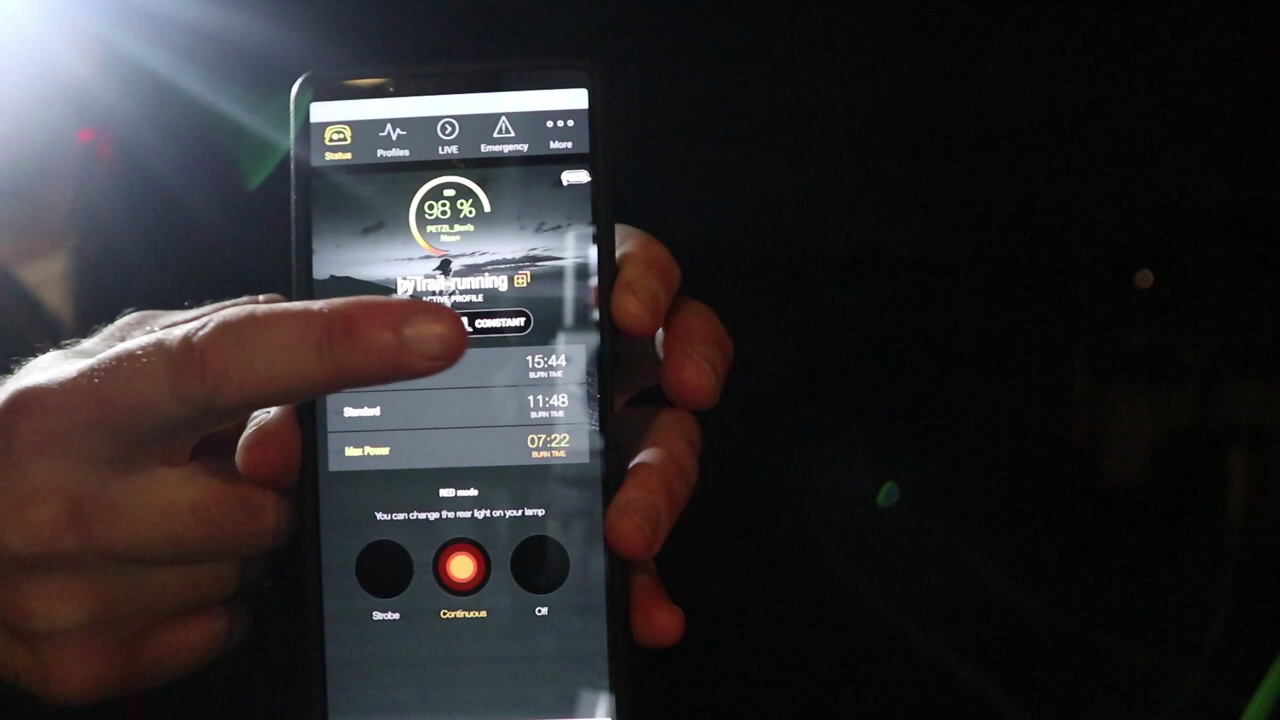 Status Profiles LIVE Emergency More
98 %
PETZL_Ben's
Nao+
byTrail-running
ACTIVE PROFILE
CONSTANT
15:44
BURN TIME
Standard 11:48
BURN TIME
Max Power 07:22
BURN TIME
RED mode
You can change the rear light on your lamp
Strobe Continuous Off